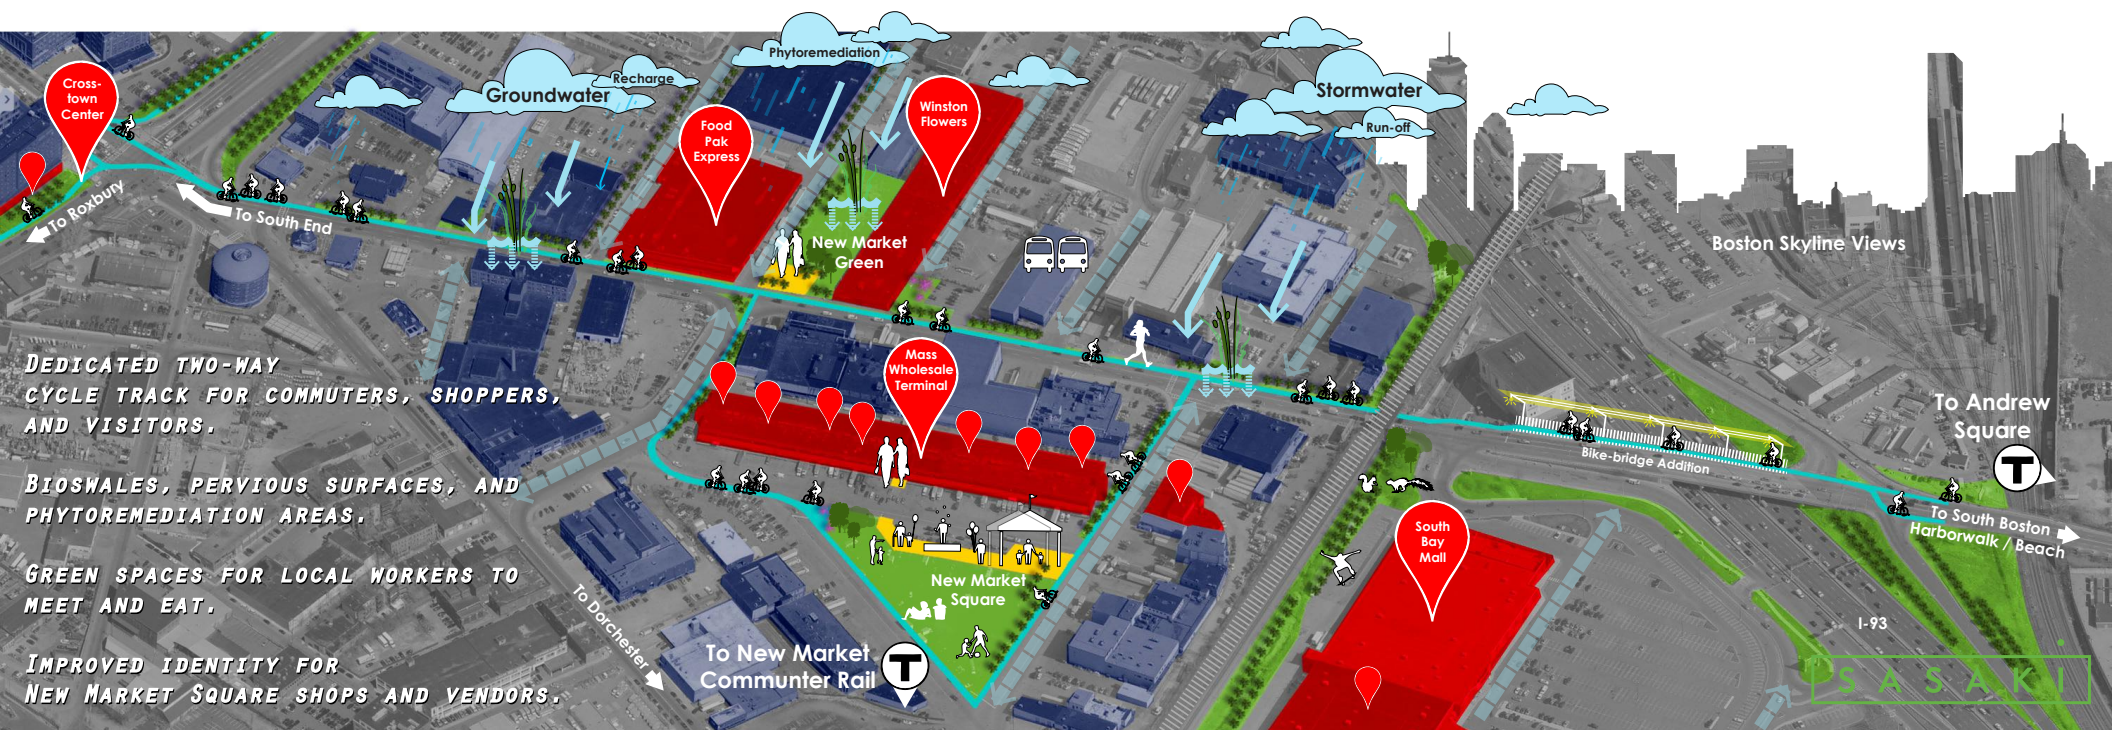 Phytoremediation
Recharge
Groundwater
Stormwater
Run-off
Cross-
town
Center
Food
Pak
Express
Winston
Flowers
To Roxbury
To South End
New Market
Green
Boston Skyline Views
Mass
Wholesale
Terminal
DEDICATED TWO-WAY
CYCLE TRACK FOR COMMUTERS, SHOPPERS,
AND VISITORS.
BIOSWALES, PERVIOUS SURFACES, AND
PHYTOREMEDIATION AREAS.
GREEN SPACES FOR LOCAL WORKERS TO
MEET AND EAT.
IMPROVED IDENTITY FOR
NEW MARKET SQUARE SHOPS AND VENDORS.
To Andrew
Square
T
Bike-bridge Addition
To South Boston
Harborwalk / Beach
South
Bay
Mall
New Market
Square
To Dorchester
To New Market
Communter Rail
T
I-93
SASAKI